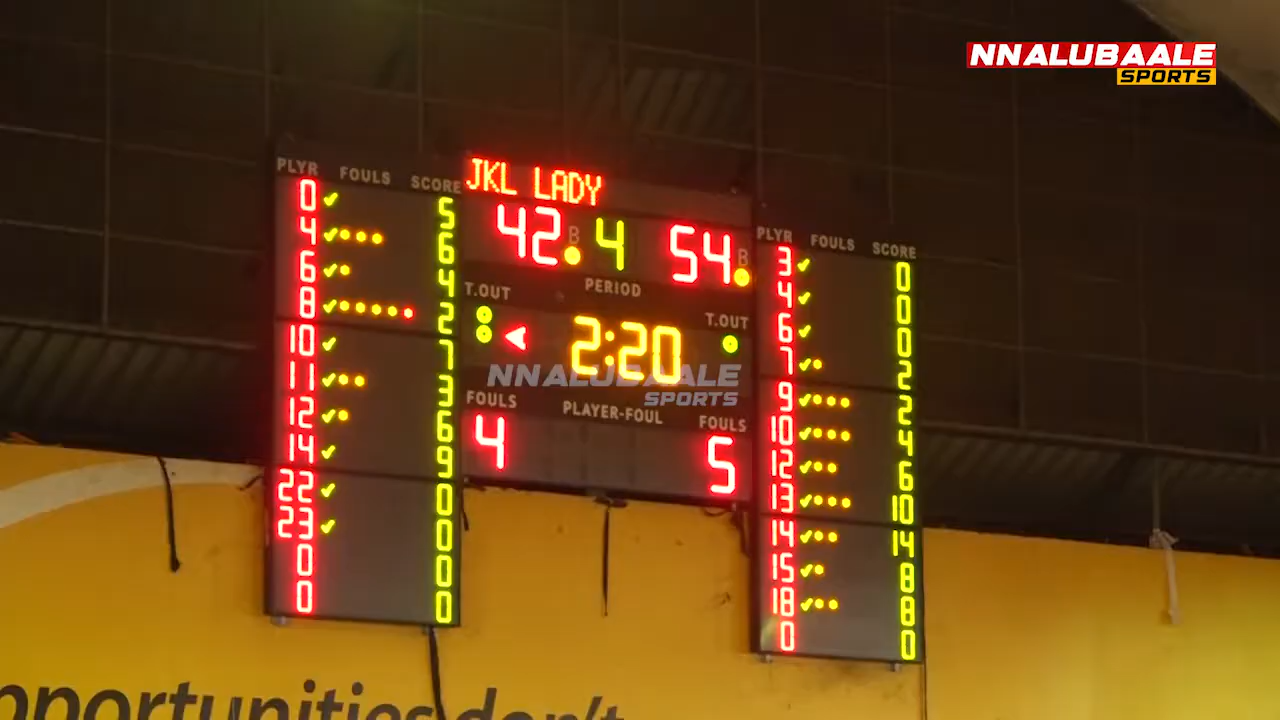 NNALUBAALE
SPORTS
JKL LADY
42 B 4 54 B
PERIOD
T.OUT T.OUT
2:20
NNALUBAALE
SPORTS
FOULS PLAYER-FOUL FOULS
4 5
PLYR FOULS SCORE
0 5
4 6
6 4
8 2
10 7
11 3
12 6
14 9
22 0
23 0
0 0
0 0
PLYR FOULS SCORE
3 0
4 0
6 0
7 2
9 2
10 4
12 6
13 10
14 14
15 8
18 8
0 0
pportunities don't